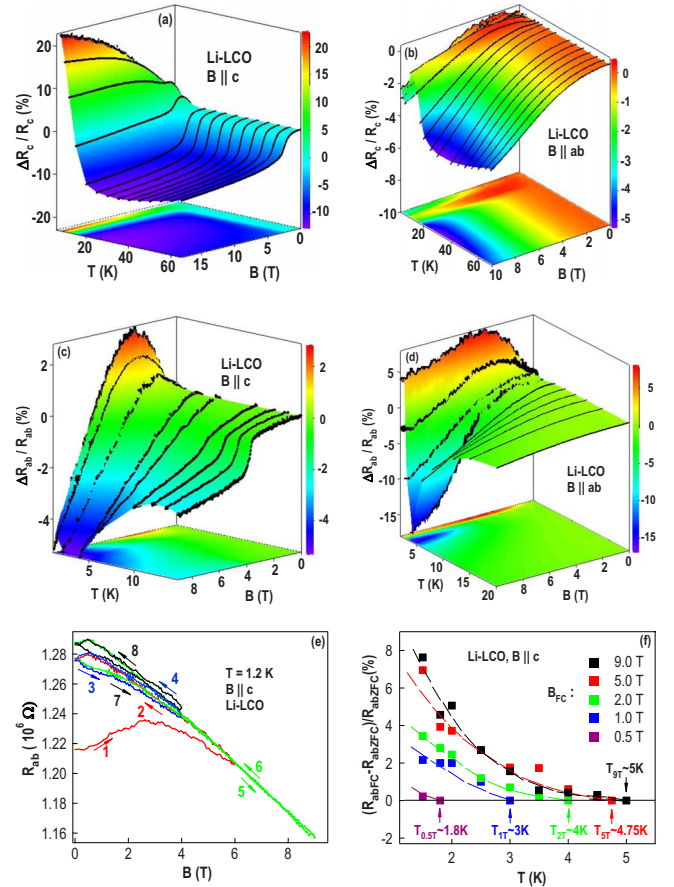 (a)
Li-LCO
B || c
ΔR_c / R_c (%)
20
10
0
-10
-20
20
10
0
-10
20
40
60
T (K)
15
10
5
0
B (T)
(b)
Li-LCO
B || ab
ΔR_c / R_c (%)
0
-2
-4
-6
-8
-10
0
-1
-2
-3
-4
-5
20
40
60
T (K)
10
8
6
4
2
0
B (T)
(c)
Li-LCO
B || c
ΔR_ab / R_ab (%)
2
0
-2
-4
2
0
-2
-4
5
10
T (K)
8
6
4
2
0
B (T)
(d)
Li-LCO
B || ab
ΔR_ab / R_ab (%)
5
0
-5
-10
-15
5
0
-5
-10
-15
5
10
15
20
T (K)
8
6
4
2
0
B (T)
(e)
T = 1.2 K
B || c
Li-LCO
R_ab (10⁶ Ω)
1.28
1.26
1.24
1.22
1.20
1.18
1.16
1
2
3
4
5
6
7
8
0 2 4 6 8
B (T)
(f)
Li-LCO, B || c
B_FC :
9.0 T
5.0 T
2.0 T
1.0 T
0.5 T
(R_abFC-R_abZFC)/R_abZFC(%)
8
6
4
2
0
T_9T~5K
T_0.5T~1.8K
T_1T~3K
T_2T~4K
T_5T~4.75K
2 3 4 5
T (K)